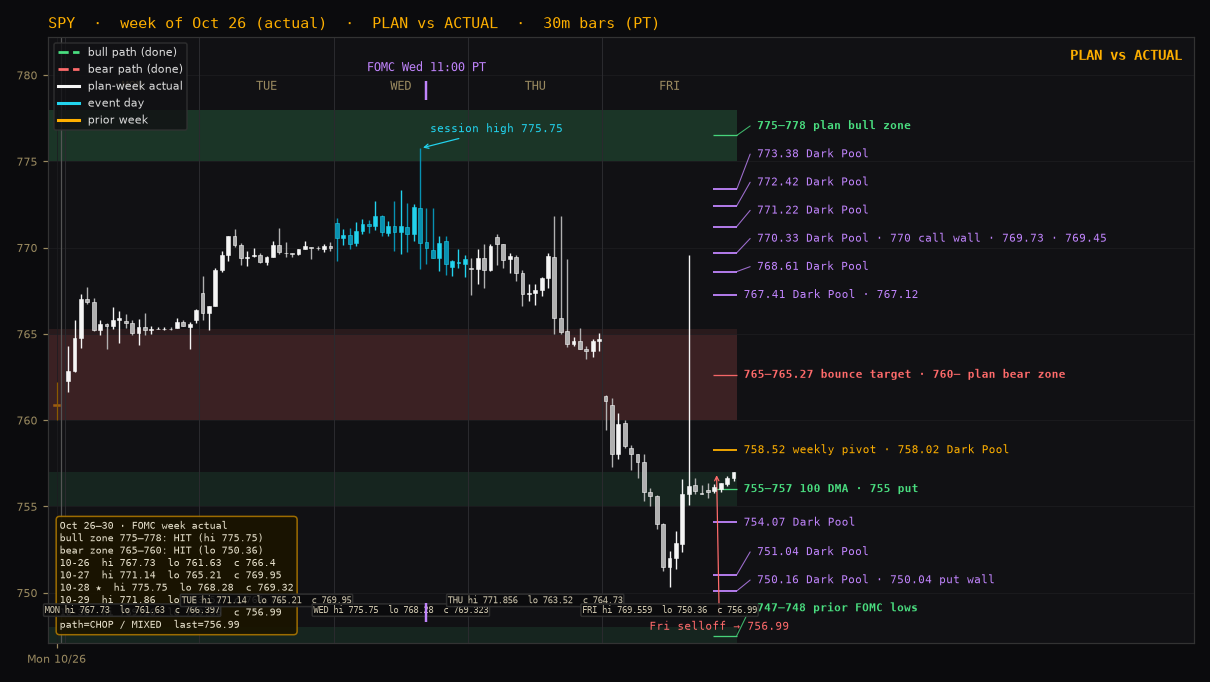 SPY · week of Oct 26 (actual) · PLAN vs ACTUAL · 30m bars (PT)
PLAN vs ACTUAL
bull path (done)
bear path (done)
plan-week actual
event day
prior week
FOMC Wed 11:00 PT
TUE
WED
THU
FRI
session high 775.75
780
775
770
765
760
755
750
775–778 plan bull zone
773.38 Dark Pool
772.42 Dark Pool
771.22 Dark Pool
770.33 Dark Pool · 770 call wall · 769.73 · 769.45
768.61 Dark Pool
767.41 Dark Pool · 767.12
765–765.27 bounce target · 760– plan bear zone
758.52 weekly pivot · 758.02 Dark Pool
755–757 100 DMA · 755 put
754.07 Dark Pool
751.04 Dark Pool
750.16 Dark Pool · 750.04 put wall
747–748 prior FOMC lows
Oct 26–30 · FOMC week actual
bull zone 775–778: HIT (hi 775.75)
bear zone 765–760: HIT (lo 750.36)
10-26 hi 767.73 lo 761.63 c 766.4
10-27 hi 771.14 lo 765.21 c 769.95
10-28 ★ hi 775.75 lo 768.28 c 769.32
10-29 hi 771.86 lo
c 756.99
path=CHOP / MIXED last=756.99
MON hi 767.73 lo 761.63 c 766.397
TUE hi 771.14 lo 765.21 c 769.95
WED hi 775.75 lo 768.28 c 769.323
THU hi 771.856 lo 763.52 c 764.73
FRI hi 769.559 lo 750.36 c 756.99
Fri selloff → 756.99
Mon 10/26